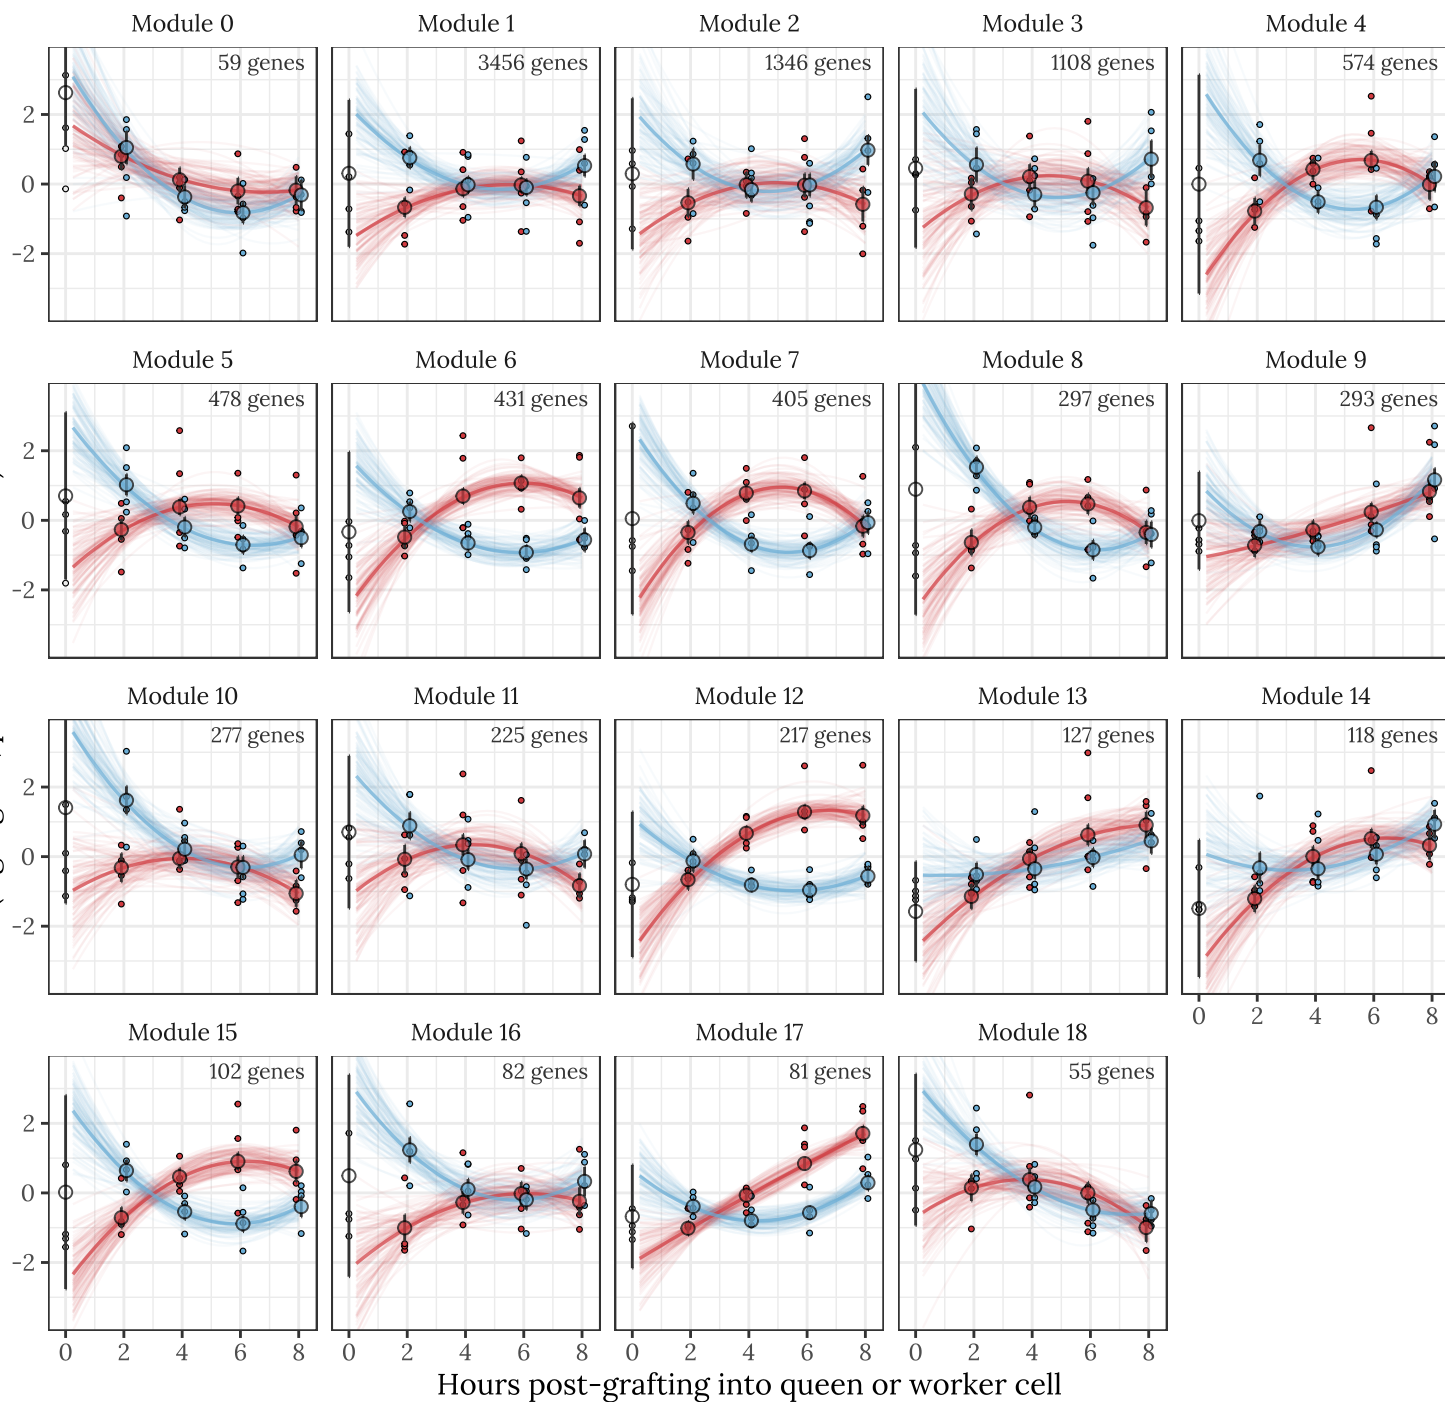 Module 0 Module 1 Module 2 Module 3 Module 4
59 genes 3456 genes 1346 genes 1108 genes 574 genes
2
0
−2
Module 5 Module 6 Module 7 Module 8 Module 9
478 genes 431 genes 405 genes 297 genes 293 genes
2
0
−2
Module 10 Module 11 Module 12 Module 13 Module 14
277 genes 225 genes 217 genes 127 genes 118 genes
2
0
−2
0 2 4 6 8
Module 15 Module 16 Module 17 Module 18
102 genes 82 genes 81 genes 55 genes
2
0
−2
0 2 4 6 8 0 2 4 6 8 0 2 4 6 8 0 2 4 6 8
Hours post-grafting into queen or worker cell